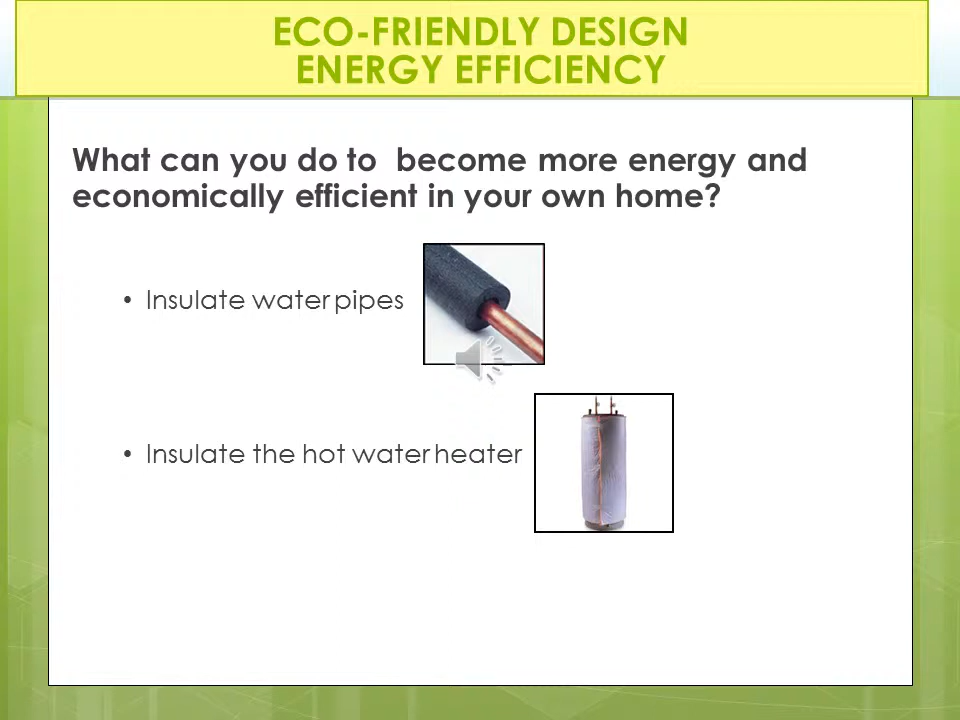 ECO-FRIENDLY DESIGN
ENERGY EFFICIENCY
What can you do to  become more energy and
economically efficient in your own home?
• Insulate water pipes
• Insulate the hot water heater